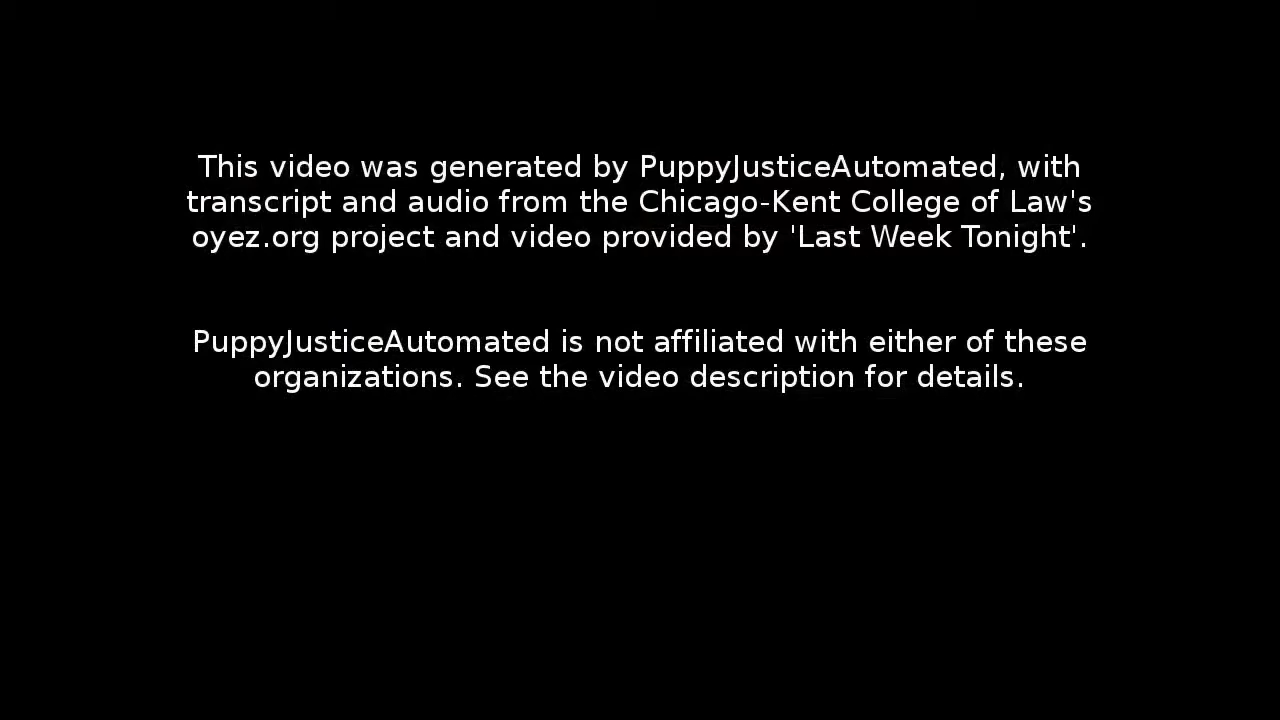 This video was generated by PuppyJusticeAutomated, with
transcript and audio from the Chicago-Kent College of Law's
oyez.org project and video provided by 'Last Week Tonight'.
PuppyJusticeAutomated is not affiliated with either of these
organizations. See the video description for details.